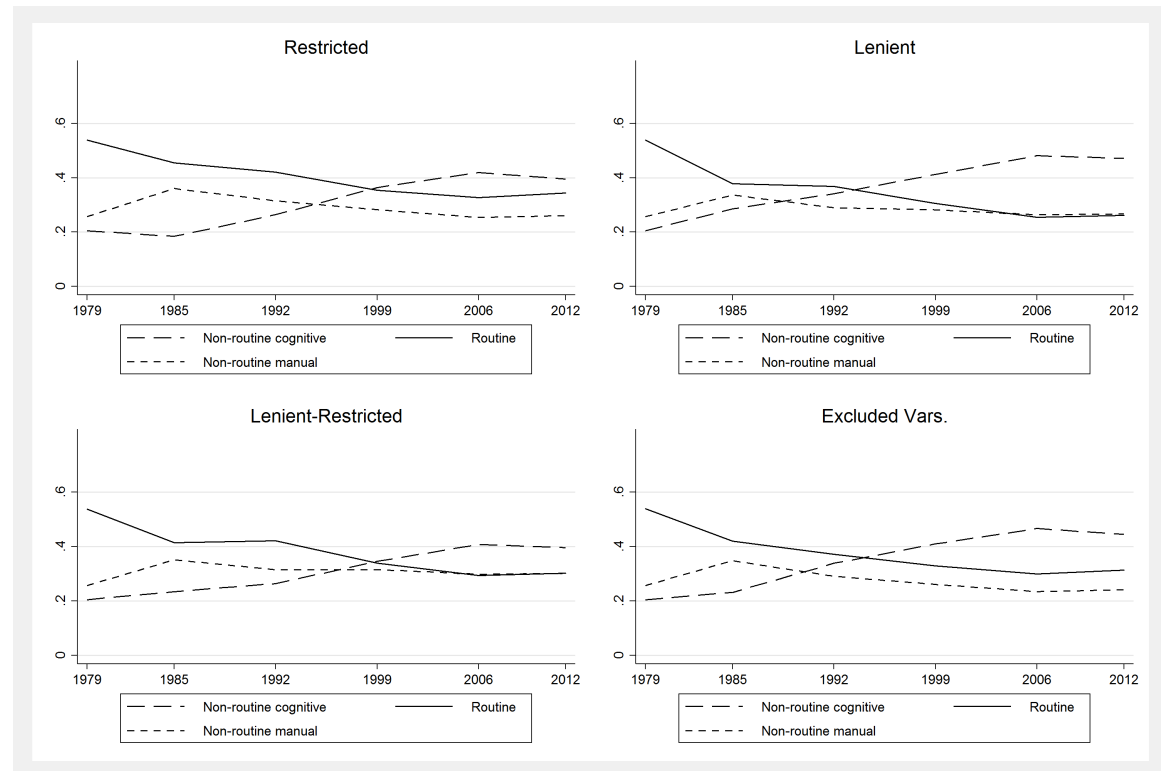 Restricted
.6
.4
.2
0
1979 1985 1992 1999 2006 2012
Non-routine cognitive Routine
Non-routine manual
Lenient
.6
.4
.2
0
1979 1985 1992 1999 2006 2012
Non-routine cognitive Routine
Non-routine manual
Lenient-Restricted
.6
.4
.2
0
1979 1985 1992 1999 2006 2012
Non-routine cognitive Routine
Non-routine manual
Excluded Vars.
.6
.4
.2
0
1979 1985 1992 1999 2006 2012
Non-routine cognitive Routine
Non-routine manual